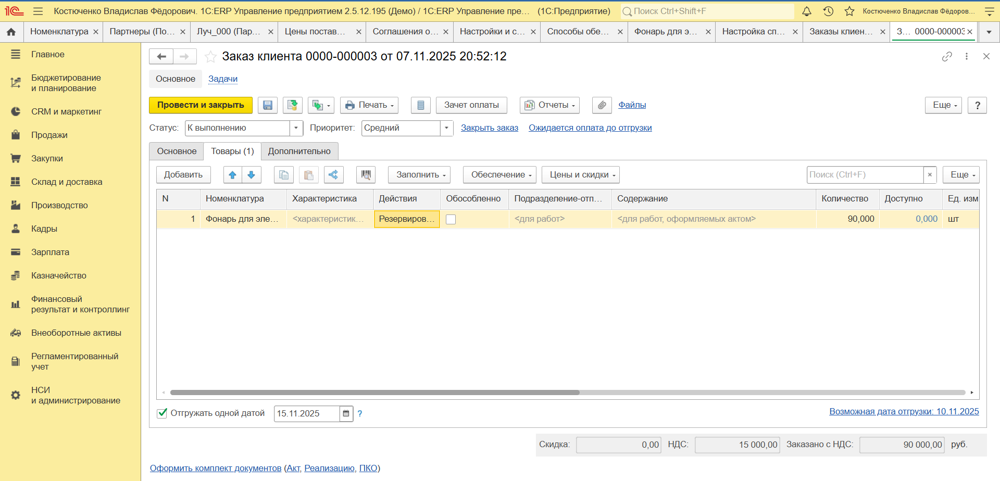 1С Костюченко Владислав Фёдорович. 1С:ERP Управление предприятием 2.5.12.195 (Демо) / 1С:ERP Управление пре… (1С:Предприятие) Поиск Ctrl+Shift+F Костюченко Владислав Фёдоров…
Номенклатура × Партнеры (По… × Луч_000 (Пар… × Цены постав… × Соглашения о… × Настройки и с… × Способы обе… × Фонарь для э… × Настройка сп… × Заказы клиен… × З… 0000-000003 ×
Главное
Бюджетирование
и планирование
CRM и маркетинг
Продажи
Закупки
Склад и доставка
Производство
Кадры
Зарплата
Казначейство
Финансовый
результат и контроллинг
Внеоборотные активы
Регламентированный
учет
НСИ
и администрирование
Заказ клиента 0000-000003 от 07.11.2025 20:52:12
Основное Задачи
Провести и закрыть Печать Зачет оплаты Отчеты Файлы Еще ?
Статус: К выполнению Приоритет: Средний Закрыть заказ Ожидается оплата до отгрузки
Основное Товары (1) Дополнительно
Добавить Заполнить Обеспечение Цены и скидки Поиск (Ctrl+F) × Еще
N Номенклатура Характеристика Действия Обособленно Подразделение-отп… Содержание Количество Доступно Ед. изм
1 Фонарь для эле… <характеристик… Резервиров… <для работ> <для работ, оформляемых актом> 90,000 0,000 шт
Отгружать одной датой 15.11.2025 ? Возможная дата отгрузки: 10.11.2025
Скидка: 0,00 НДС: 15 000,00 Заказано с НДС: 90 000,00 руб.
Оформить комплект документов (Акт, Реализацию, ПКО)